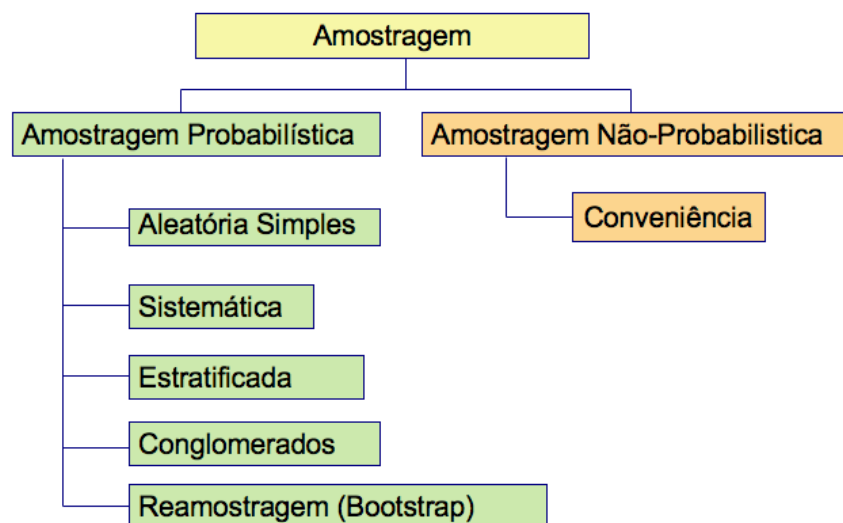 Amostragem
Amostragem Probabilística
Amostragem Não-Probabilistica
Aleatória Simples
Conveniência
Sistemática
Estratificada
Conglomerados
Reamostragem (Bootstrap)